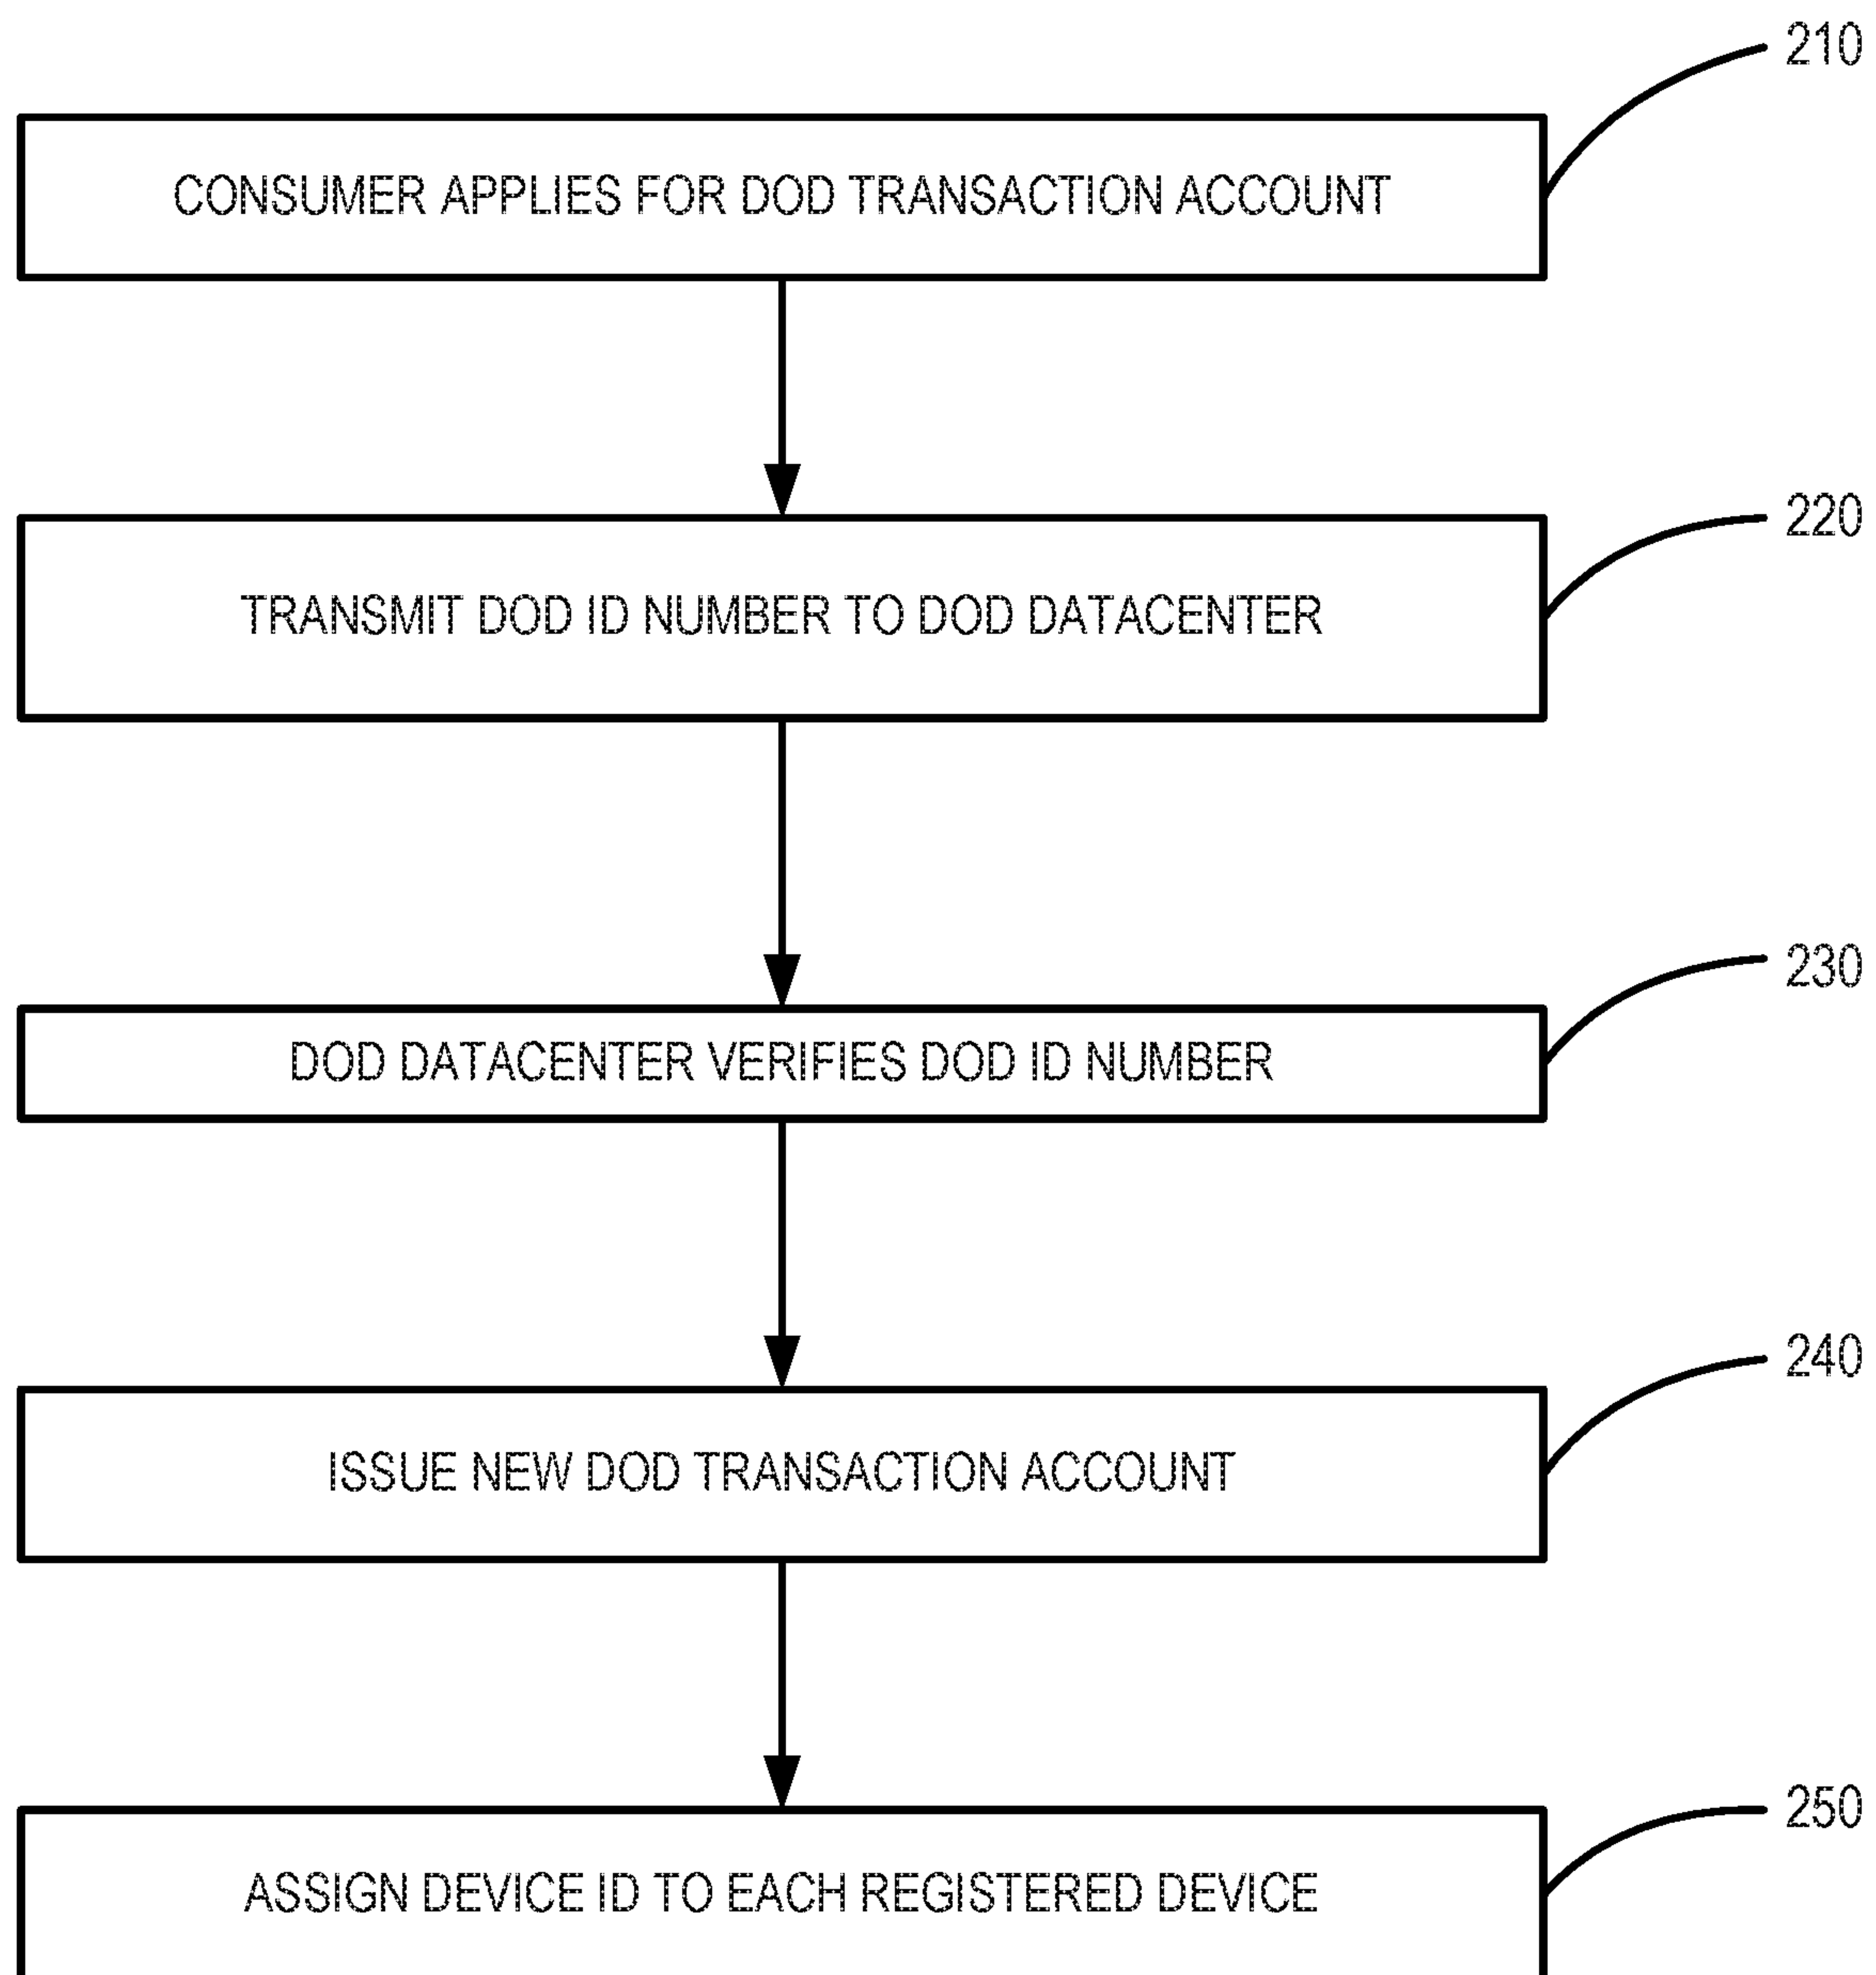 210
CONSUMER APPLIES FOR DOD TRANSACTION ACCOUNT
220
TRANSMIT DOD ID NUMBER TO DOD DATACENTER
230
DOD DATACENTER VERIFIES DOD ID NUMBER
240
ISSUE NEW DOD TRANSACTION ACCOUNT
250
ASSIGN DEVICE ID TO EACH REGISTERED DEVICE